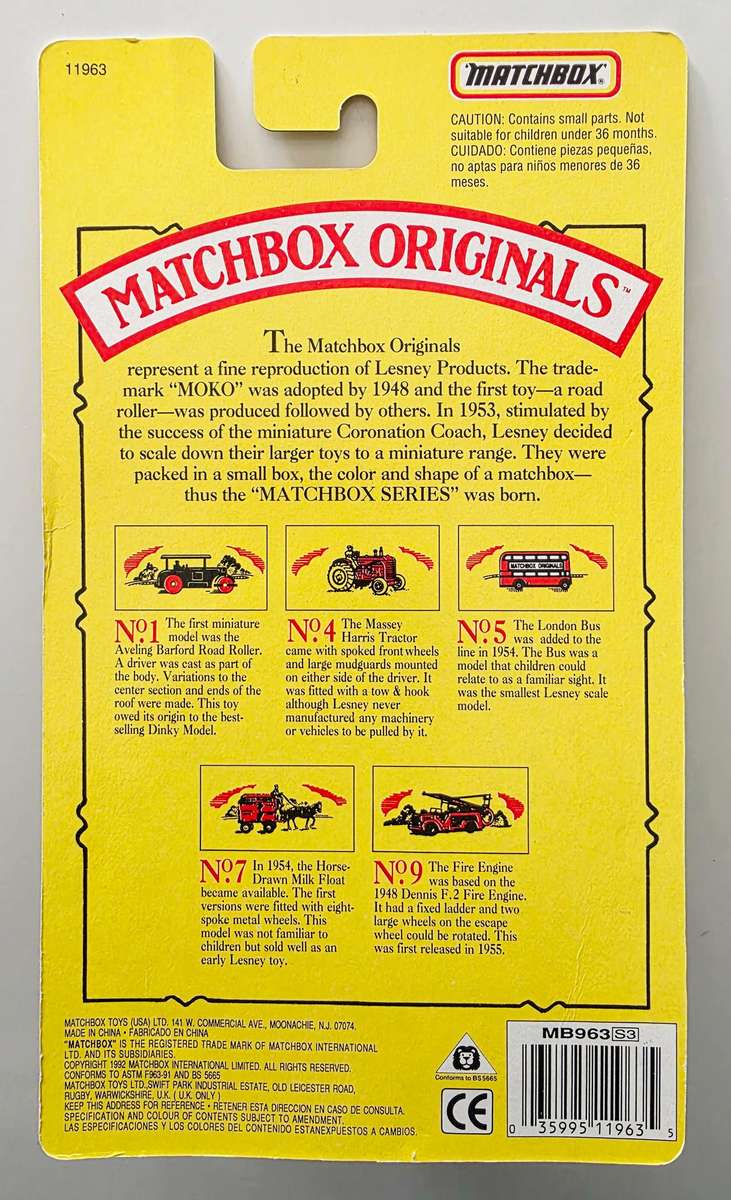 11963
"MATCHBOX"®
CAUTION: Contains small parts. Not
suitable for children under 36 months.
CUIDADO: Contiene piezas pequeñas,
no aptas para niños menores de 36
meses.
MATCHBOX ORIGINALS™
The Matchbox Originals
represent a fine reproduction of Lesney Products. The trade-
mark “MOKO” was adopted by 1948 and the first toy—a road
roller—was produced followed by others. In 1953, stimulated by
the success of the miniature Coronation Coach, Lesney decided
to scale down their larger toys to a miniature range. They were
packed in a small box, the color and shape of a matchbox—
thus the “MATCHBOX SERIES” was born.
No.1 The first miniature
model was the
Aveling Barford Road Roller.
A driver was cast as part of
the body. Variations to the
center section and ends of the
roof were made. This toy
owed its origin to the best-
selling Dinky Model.
No.4 The Massey
Harris Tractor
came with spoked front wheels
and large mudguards mounted
on either side of the driver. It
was fitted with a tow & hook
although Lesney never
manufactured any machinery
or vehicles to be pulled by it.
MATCHBOX ORIGINALS
No.5 The London Bus
was added to the
line in 1954. The Bus was a
model that children could
relate to as a familiar sight. It
was the smallest Lesney scale
model.
No.7 In 1954, the Horse-
Drawn Milk Float
became available. The first
versions were fitted with eight-
spoke metal wheels. This
model was not familiar to
children but sold well as an
early Lesney toy.
No.9 The Fire Engine
was based on the
1948 Dennis F.2 Fire Engine.
It had a fixed ladder and two
large wheels on the escape
wheel could be rotated. This
was first released in 1955.
MATCHBOX TOYS (USA) LTD. 141 W. COMMERCIAL AVE., MOONACHIE, N.J. 07074.
MADE IN CHINA • FABRICADO EN CHINA
"MATCHBOX" IS THE REGISTERED TRADE MARK OF MATCHBOX INTERNATIONAL
LTD. AND ITS SUBSIDIARIES.
COPYRIGHT 1992 MATCHBOX INTERNATIONAL LIMITED. ALL RIGHTS RESERVED.
CONFORMS TO ASTM F963-91 AND BS 5665
MATCHBOX TOYS LTD.,SWIFT PARK INDUSTRIAL ESTATE, OLD LEICESTER ROAD,
RUGBY, WARWICKSHIRE, U.K. ( U.K. ONLY )
KEEP THIS ADDRESS FOR REFERENCE • RETENER ESTA DIRECCION EN CASO DE CONSULTA.
SPECIFICATION AND COLOUR OF CONTENTS SUBJECT TO AMENDMENT.
LAS ESPECIFICACIONES Y LOS COLORES DEL CONTENIDO ESTANEXPUESTOS A CAMBIOS.
Conforms to BS 5665
CE
MB963 S3
0 35995 11963 5